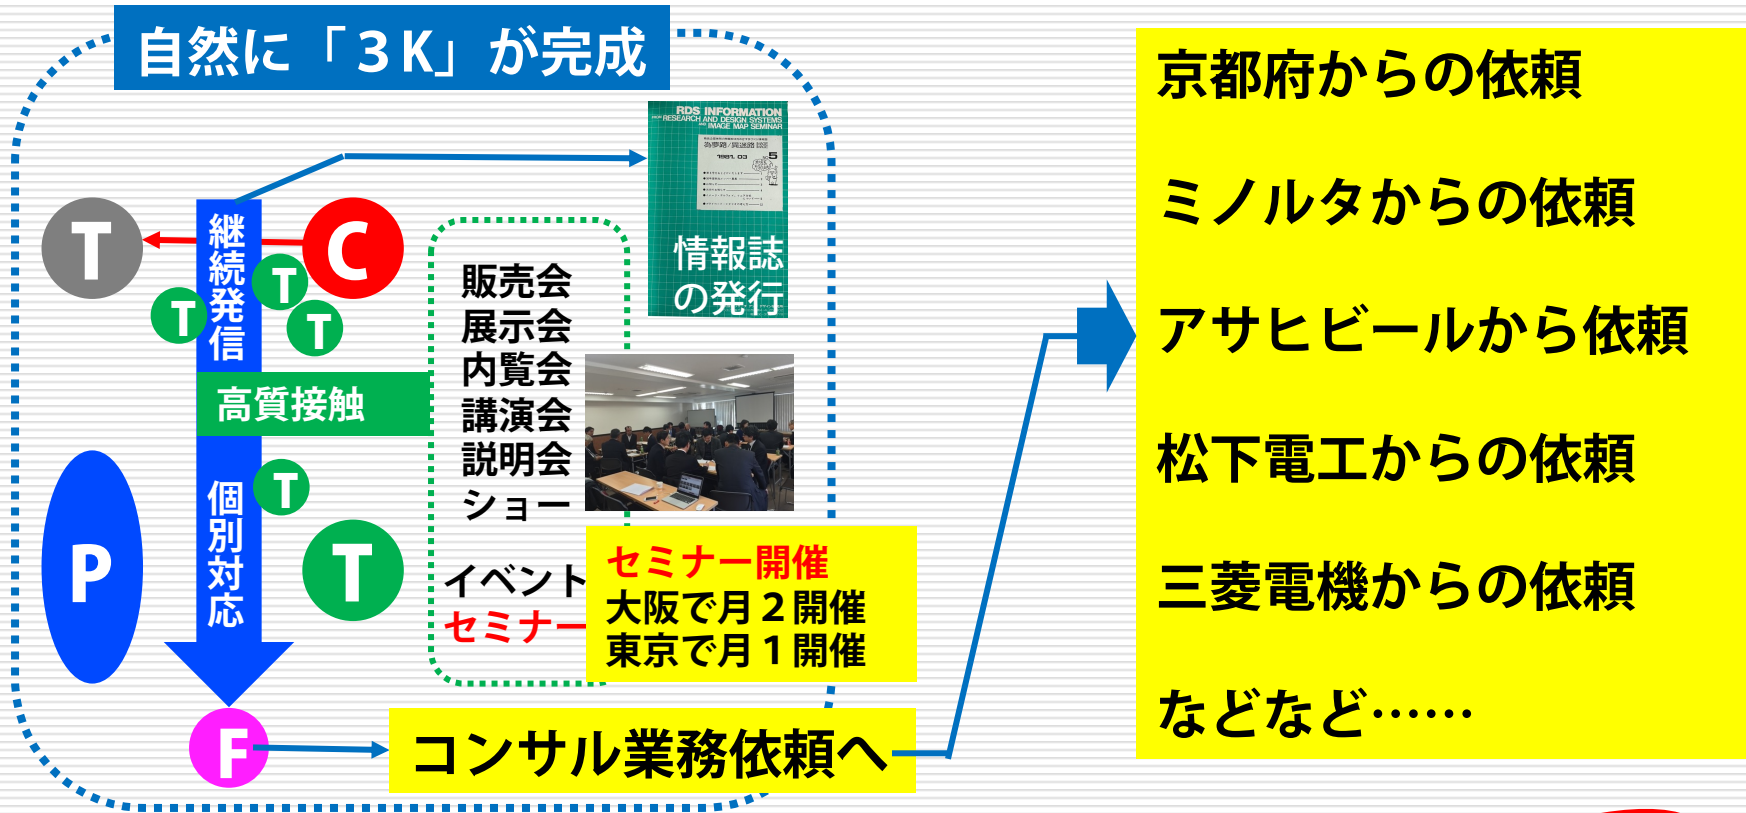 自然に「３K」が完成
RDS INFORMATION
RESEARCH AND DESIGN SYSTEMS
IMAGE MAP SEMINAR
1981. 03
5
情報誌
の発行
T
継続発信
C
T
T
T
高質接触
P
個別対応
T
T
F
販売会
展示会
内覧会
講演会
説明会
ショー
イベント
セミナー
セミナー開催
大阪で月２開催
東京で月１開催
コンサル業務依頼へ
京都府からの依頼
ミノルタからの依頼
アサヒビールから依頼
松下電工からの依頼
三菱電機からの依頼
などなど……